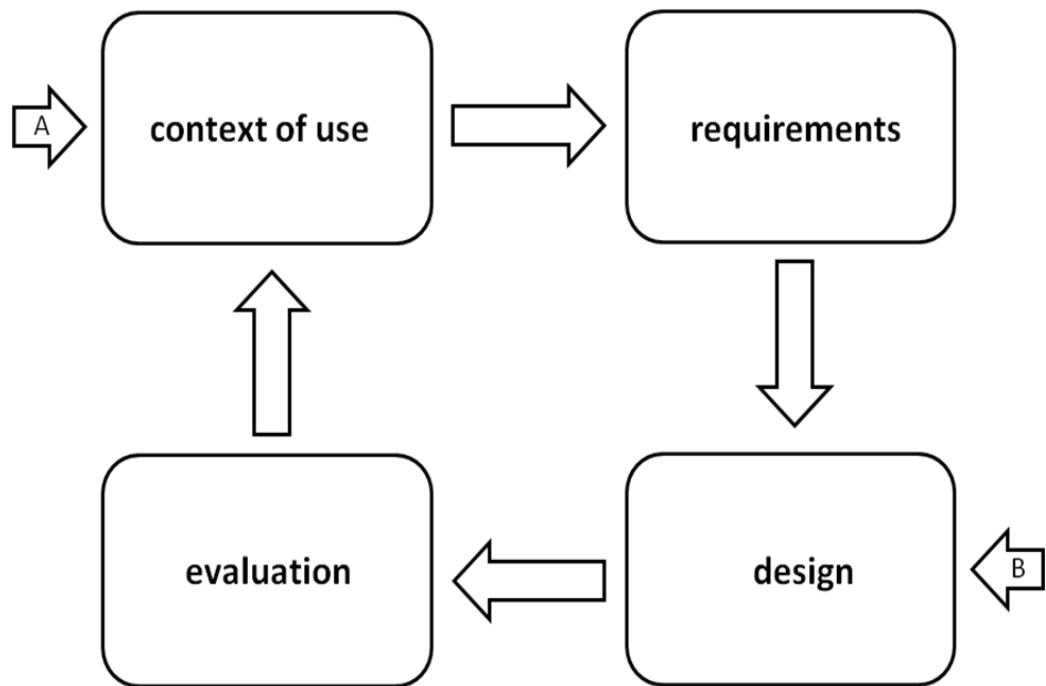 A
context of use
requirements
evaluation
design
B